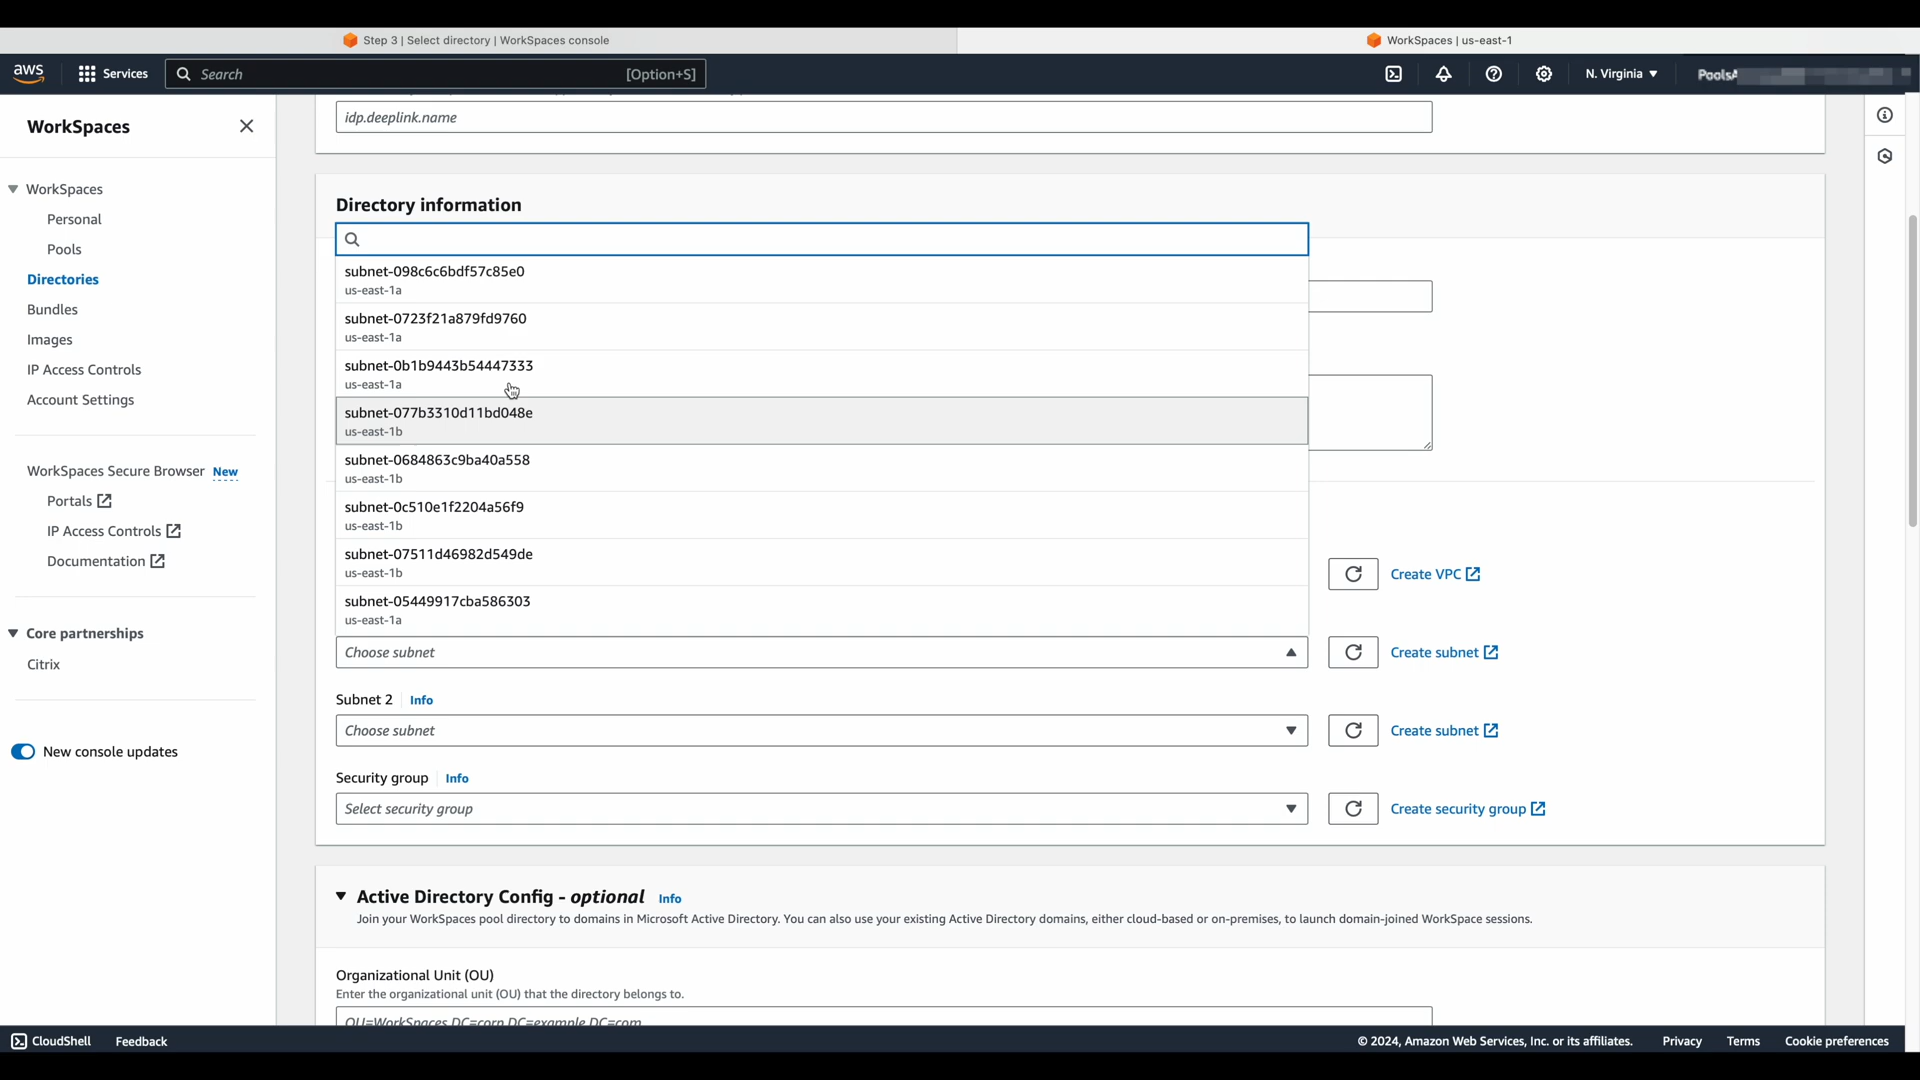 Step 3 | Select directory | WorkSpaces console
WorkSpaces | us-east-1
aws
Services
Search
[Option+S]
N. Virginia
PoolsA
WorkSpaces
WorkSpaces
Personal
Pools
Directories
Bundles
Images
IP Access Controls
Account Settings
WorkSpaces Secure Browser New
Portals
IP Access Controls
Documentation
Core partnerships
Citrix
New console updates
idp.deeplink.name
Directory information
subnet-098c6c6bdf57c85e0
us-east-1a
subnet-0723f21a879fd9760
us-east-1a
subnet-0b1b9443b54447333
us-east-1a
subnet-077b3310d11bd048e
us-east-1b
subnet-0684863c9ba40a558
us-east-1b
subnet-0c510e1f2204a56f9
us-east-1b
subnet-07511d46982d549de
us-east-1b
subnet-05449917cba586303
us-east-1a
Create VPC
Choose subnet
Create subnet
Subnet 2 Info
Choose subnet
Create subnet
Security group Info
Select security group
Create security group
Active Directory Config - optional Info
Join your WorkSpaces pool directory to domains in Microsoft Active Directory. You can also use your existing Active Directory domains, either cloud-based or on-premises, to launch domain-joined WorkSpace sessions.
Organizational Unit (OU)
Enter the organizational unit (OU) that the directory belongs to.
OU=WorkSpaces DC=corp DC=example DC=com
CloudShell
Feedback
© 2024, Amazon Web Services, Inc. or its affiliates.
Privacy
Terms
Cookie preferences